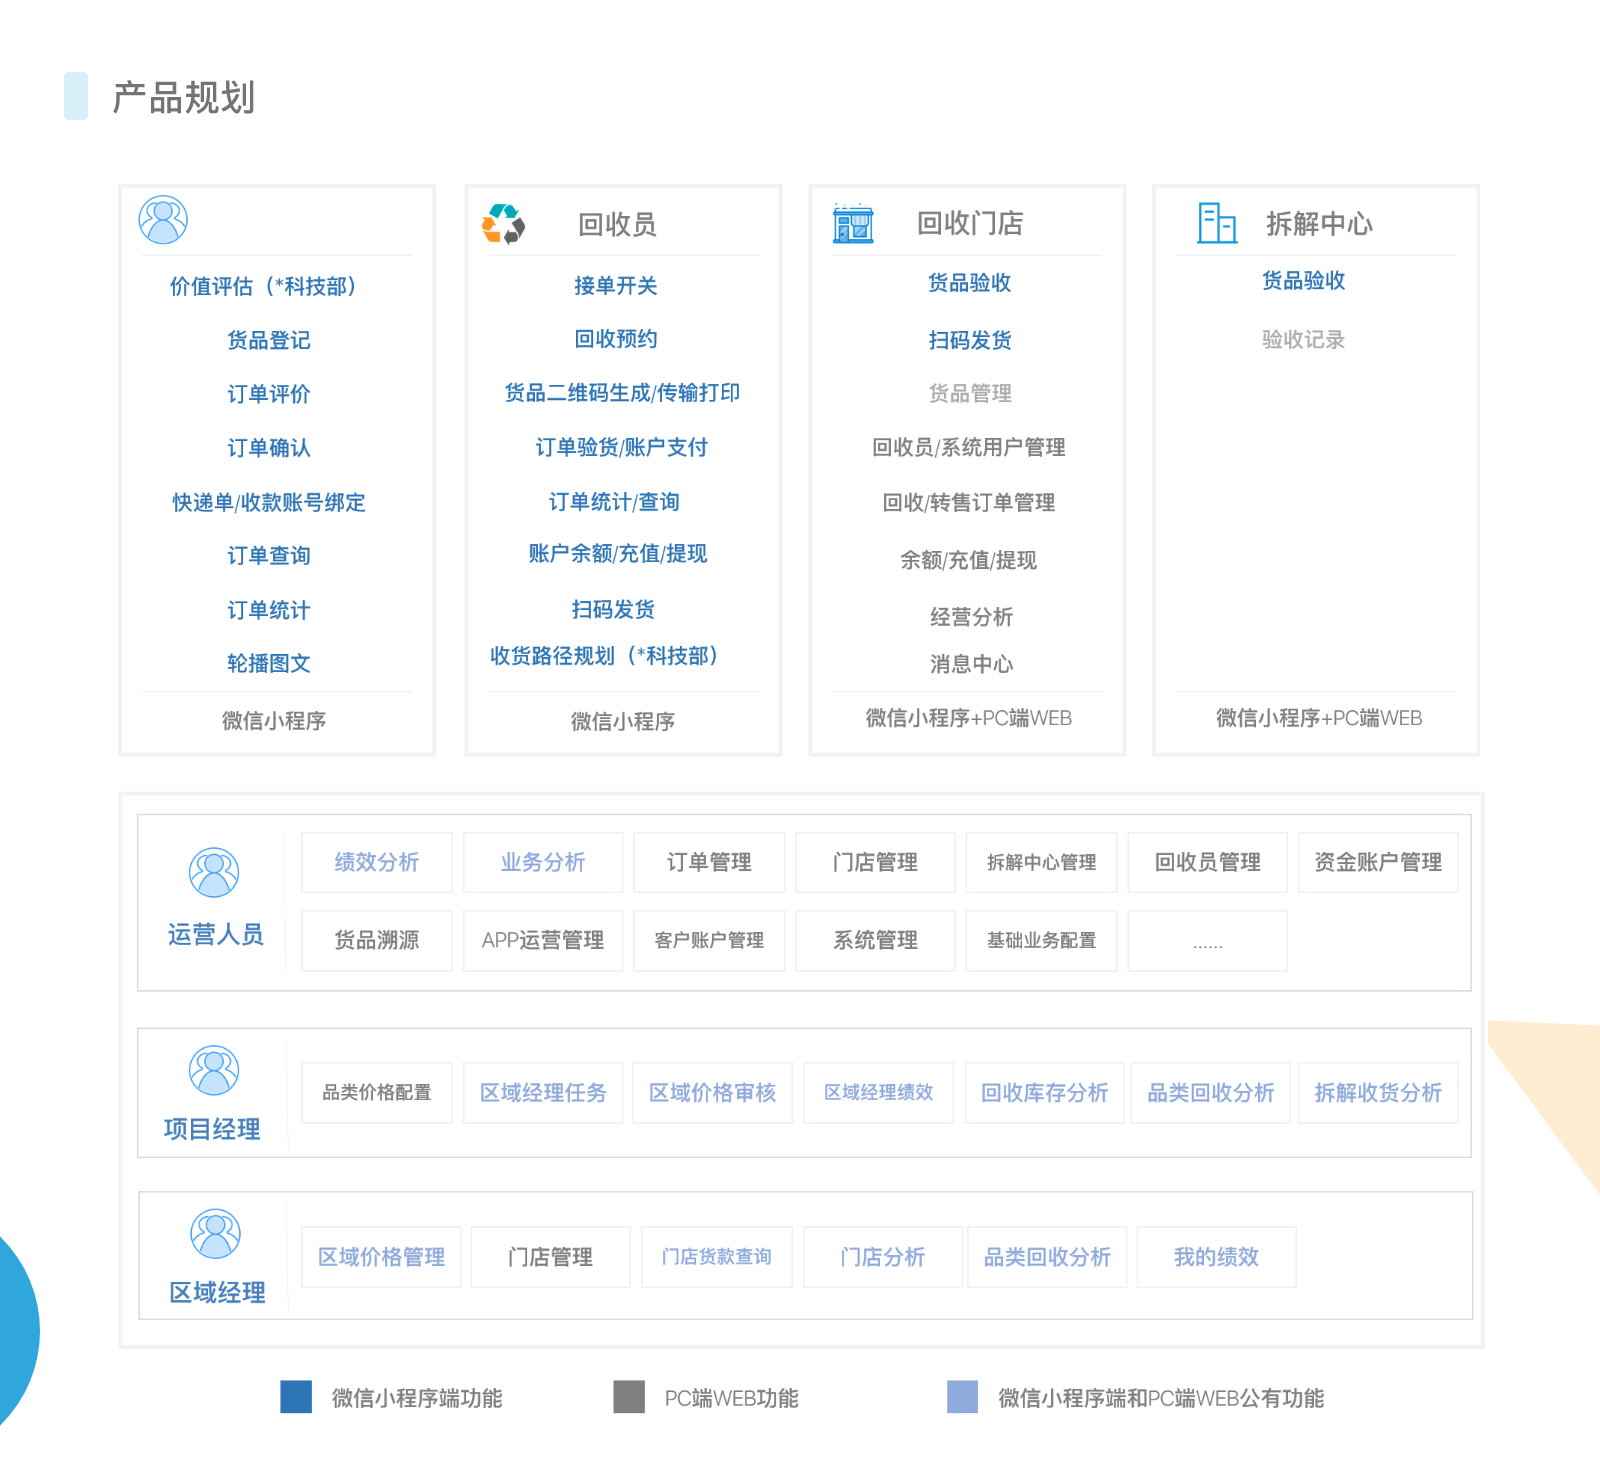 产品规划
价值评估（*科技部）
货品登记
订单评价
订单确认
快递单/收款账号绑定
订单查询
订单统计
轮播图文
微信小程序
回收员
接单开关
回收预约
货品二维码生成/传输打印
订单验货/账户支付
订单统计/查询
账户余额/充值/提现
扫码发货
收货路径规划（*科技部）
微信小程序
回收门店
货品验收
扫码发货
货品管理
回收员/系统用户管理
回收/转售订单管理
余额/充值/提现
经营分析
消息中心
微信小程序+PC端WEB
拆解中心
货品验收
验收记录
微信小程序+PC端WEB
运营人员
绩效分析
业务分析
订单管理
门店管理
拆解中心管理
回收员管理
资金账户管理
货品溯源
APP运营管理
客户账户管理
系统管理
基础业务配置
......
项目经理
品类价格配置
区域经理任务
区域价格审核
区域经理绩效
回收库存分析
品类回收分析
拆解收货分析
区域经理
区域价格管理
门店管理
门店货款查询
门店分析
品类回收分析
我的绩效
微信小程序端功能
PC端WEB功能
微信小程序端和PC端WEB公有功能